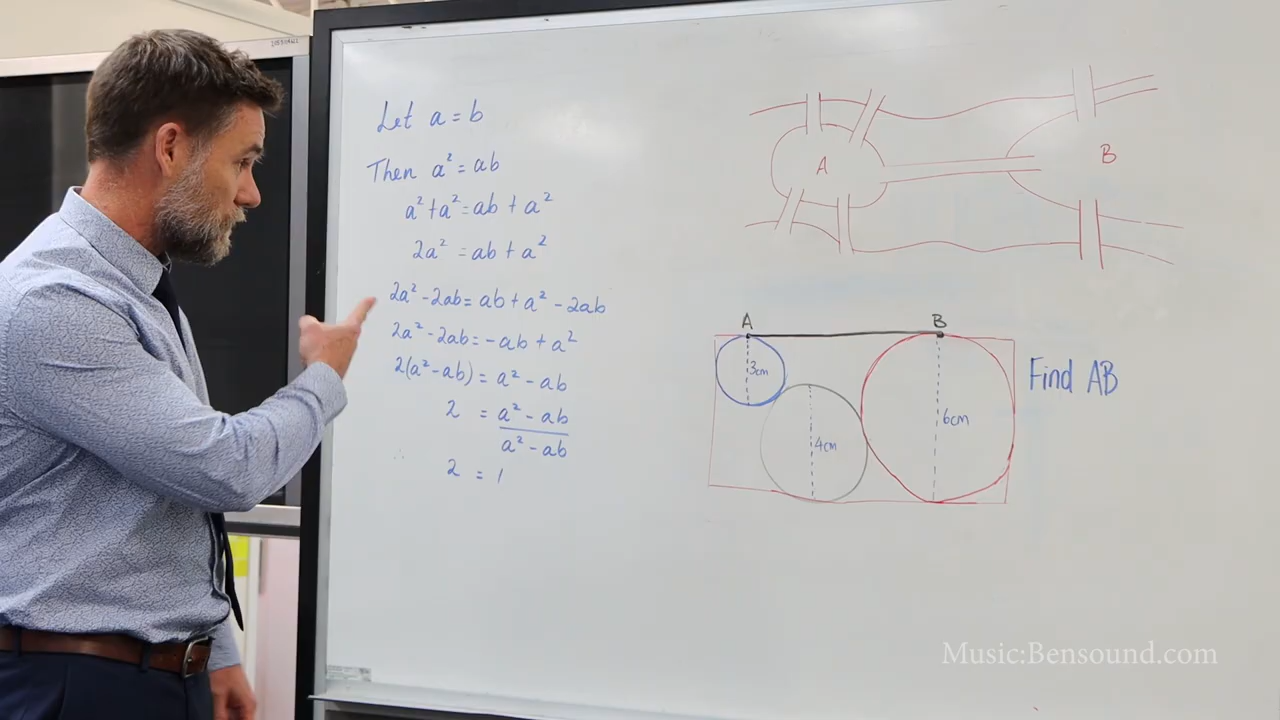 Let a = b
Then a² = ab
a² + a² = ab + a²
2a² = ab + a²
2a² - 2ab = ab + a² - 2ab
2a² - 2ab = -ab + a²
2(a² - ab) = a² - ab
2 = a² - ab
a² - ab
∴ 2 = 1
A
B
A B
3cm
4cm
6cm
Find AB
Music:Bensound.com